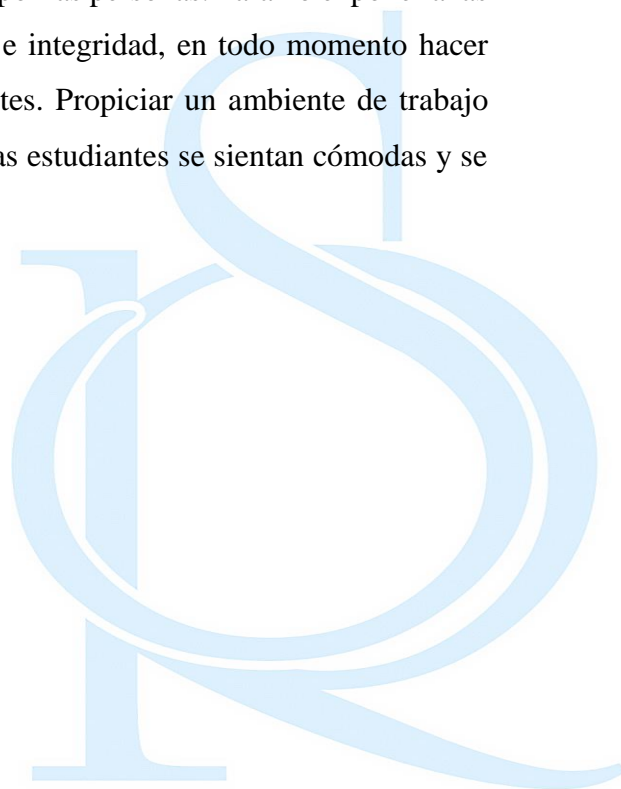 e integridad, en todo momento hacer
tes. Propiciar un ambiente de trabajo
as estudiantes se sientan cómodas y se